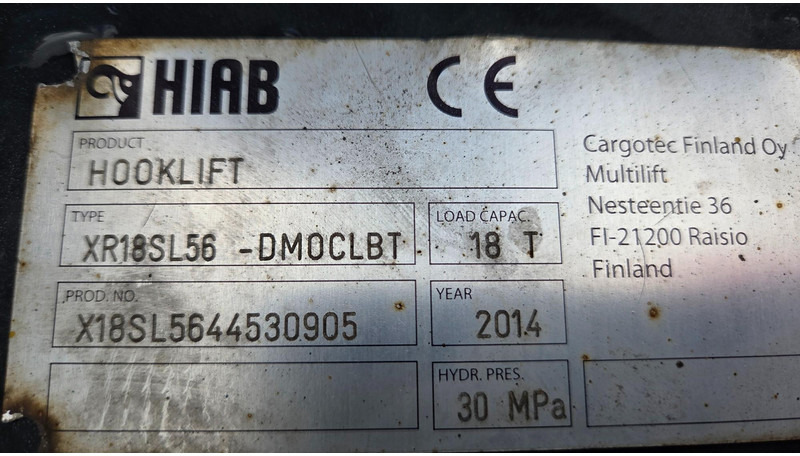 HIAB CE
PRODUCT
HOOKLIFT
TYPE
XR18SL56 -DM0CLBT
LOAD CAPAC.
18 T
PROD. NO.
X18SL5644530905
YEAR
2014
HYDR. PRES.
30 MPa
Cargotec Finland Oy
Multilift
Nesteentie 36
FI-21200 Raisio
Finland